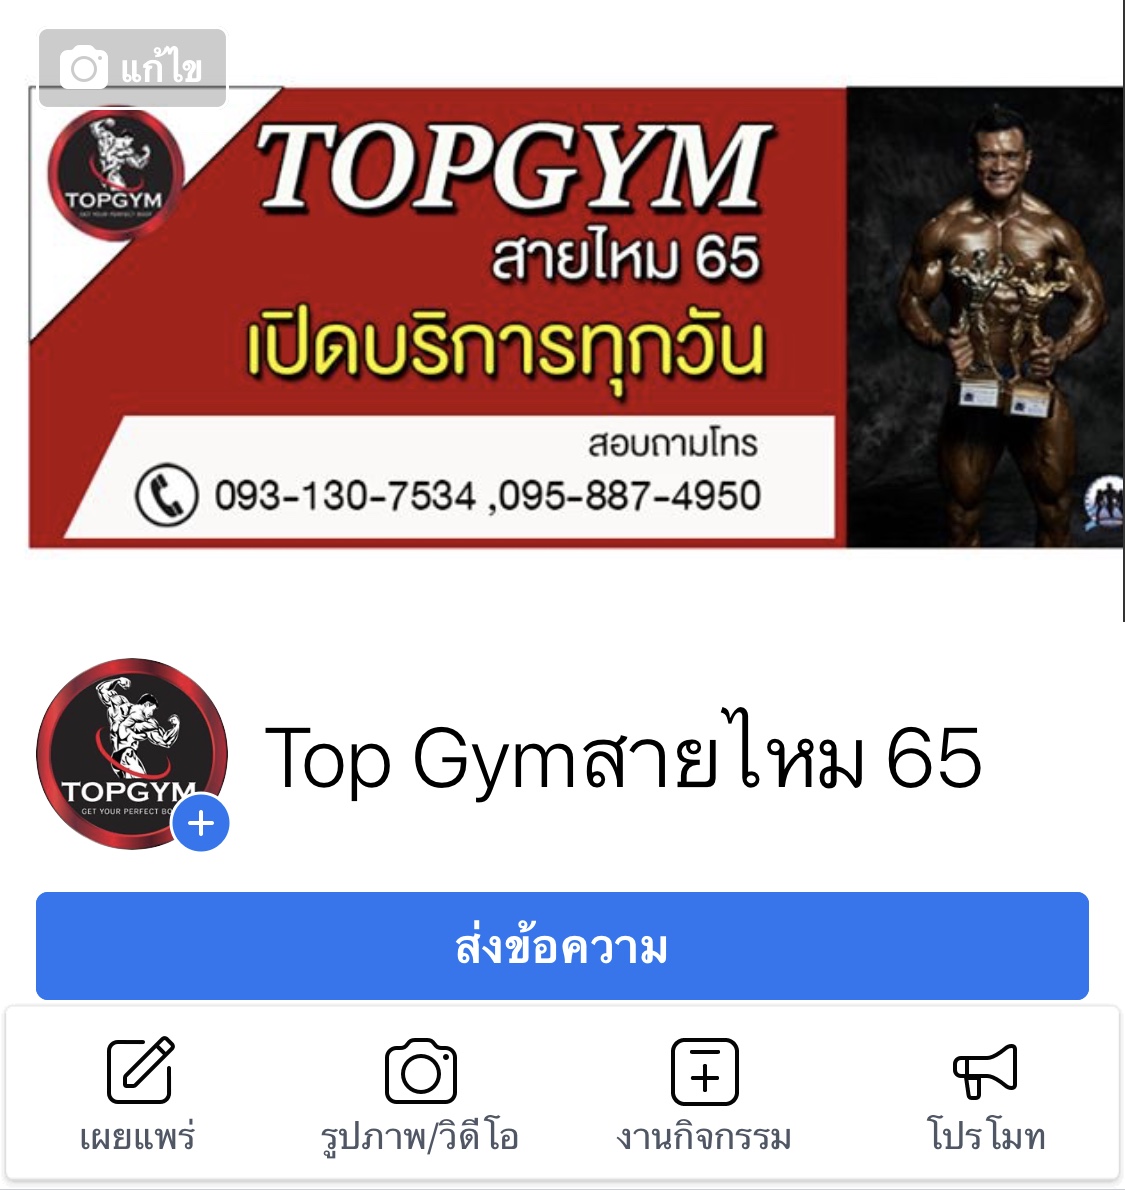 แก้ไข
TOPGYM
GET YOUR PERFECT BODY
TOPGYM
สายไหม 65
เปิดบริการทุกวัน
สอบถามโทร
093-130-7534 ,095-887-4950
TOPGYM
GET YOUR PERFECT BO
Top Gymสายไหม 65
ส่งข้อความ
เผยแพร่
รูปภาพ/วิดีโอ
งานกิจกรรม
โปรโมท